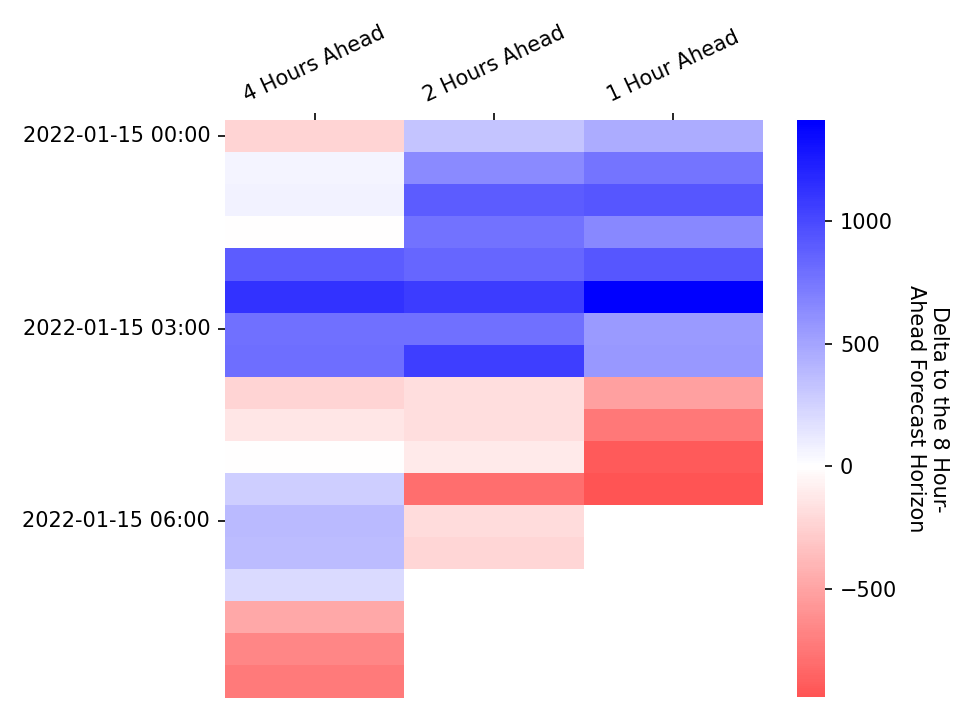 4 Hours Ahead
2 Hours Ahead
1 Hour Ahead
2022-01-15 00:00
2022-01-15 03:00
2022-01-15 06:00
1000
500
0
−500
Delta to the 8 Hour-
Ahead Forecast Horizon